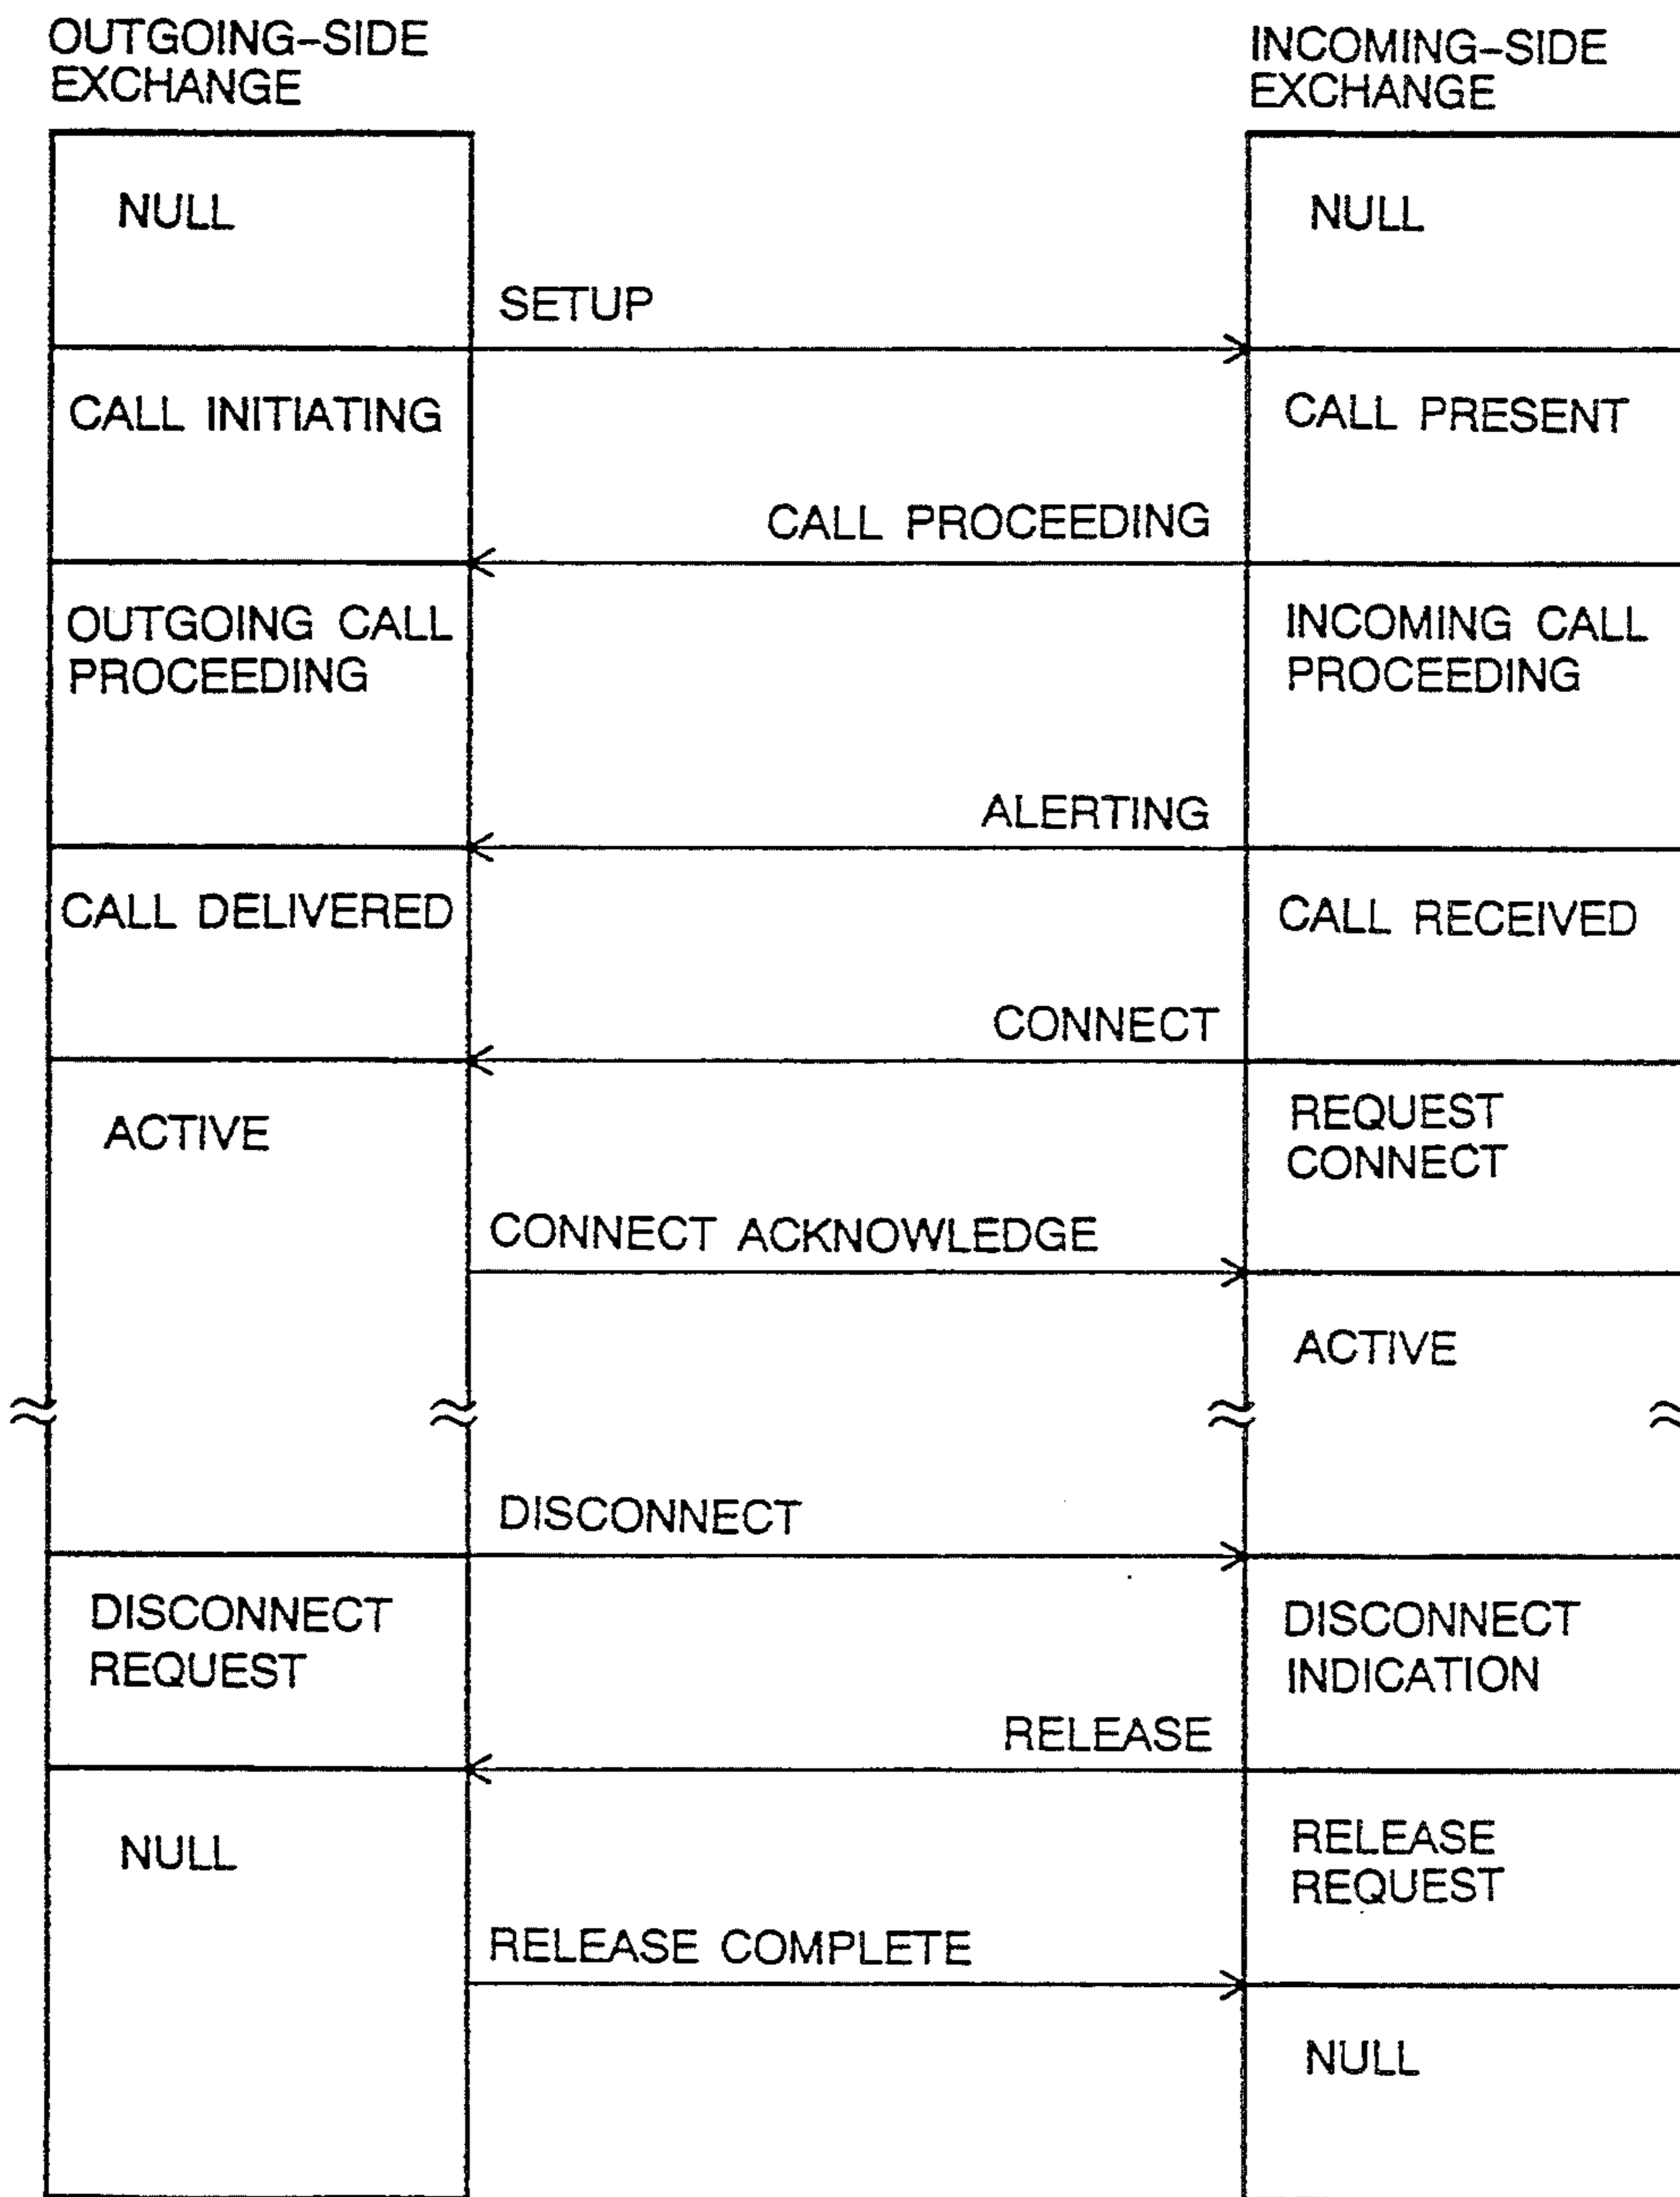 OUTGOING-SIDE
EXCHANGE
INCOMING-SIDE
EXCHANGE
NULL
NULL
SETUP
CALL INITIATING
CALL PRESENT
CALL PROCEEDING
OUTGOING CALL
PROCEEDING
INCOMING CALL
PROCEEDING
ALERTING
CALL DELIVERED
CALL RECEIVED
CONNECT
ACTIVE
REQUEST
CONNECT
CONNECT ACKNOWLEDGE
ACTIVE
DISCONNECT
DISCONNECT
REQUEST
DISCONNECT
INDICATION
RELEASE
NULL
RELEASE
REQUEST
RELEASE COMPLETE
NULL